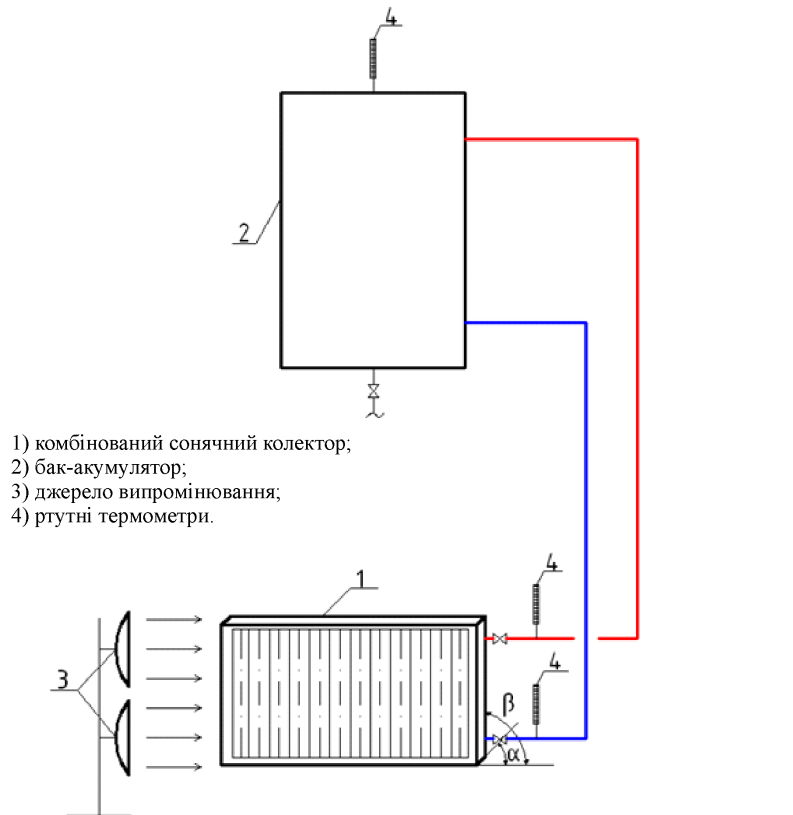 4
2
1) комбінований сонячний колектор;
2) бак-акумулятор;
3) джерело випромінювання;
4) ртутні термометри.
1
4
3
4
β
α